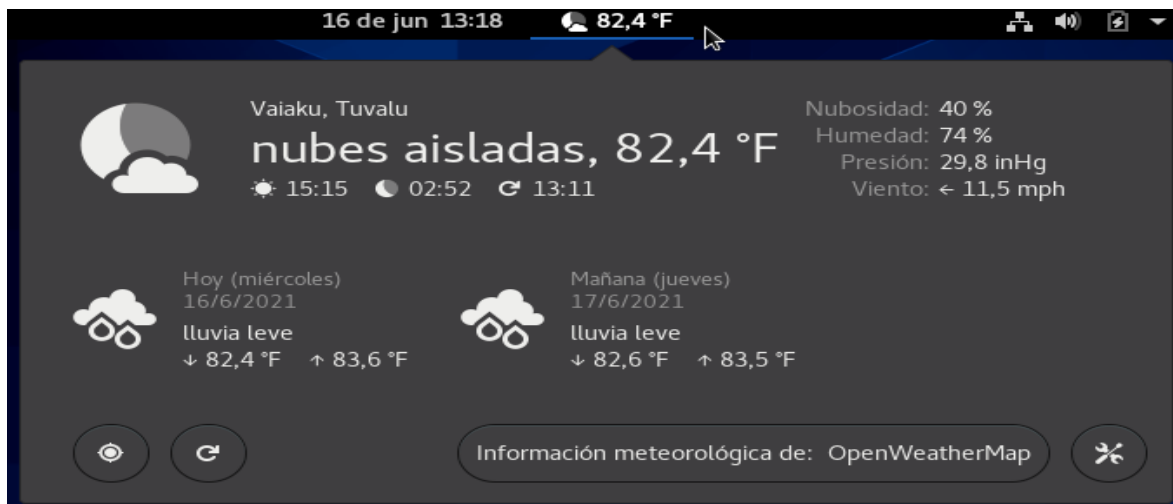 16 de jun 13:18 82,4 °F
Vaiaku, Tuvalu
nubes aisladas, 82,4 °F
15:15 02:52 13:11
Nubosidad: 40 %
Humedad: 74 %
Presión: 29,8 inHg
Viento: ← 11,5 mph
Hoy (miércoles)
16/6/2021
lluvia leve
↓ 82,4 °F ↑ 83,6 °F
Mañana (jueves)
17/6/2021
lluvia leve
↓ 82,6 °F ↑ 83,5 °F
Información meteorológica de: OpenWeatherMap